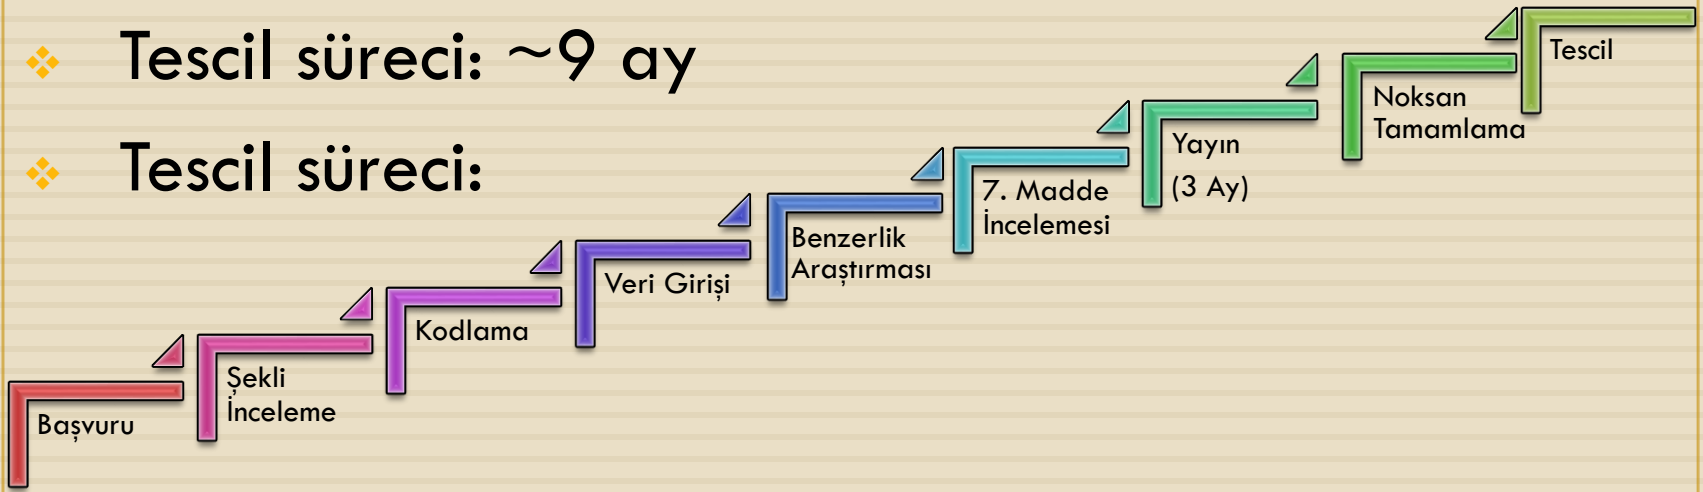 Tescil süreci: ~9 ay
Tescil süreci:
Başvuru
Şekli
İnceleme
Kodlama
Veri Girişi
Benzerlik
Araştırması
7. Madde
İncelemesi
Yayın
(3 Ay)
Noksan
Tamamlama
Tescil